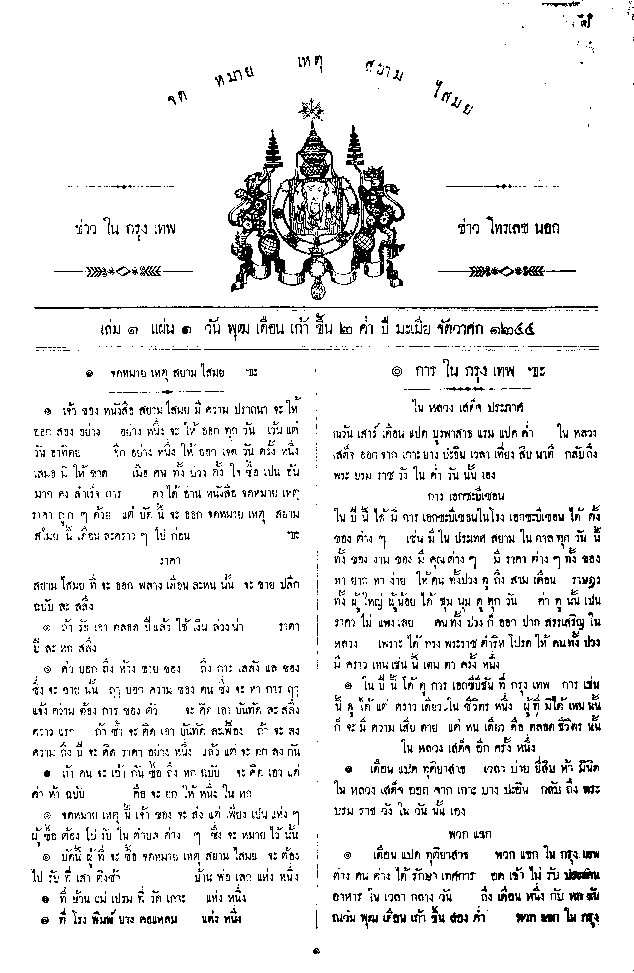 จด หมาย เหตุ สยาม ไสมย
ข่าว ใน กรุง เทพ
ข่าว โทรเลข นอก
เล่ม ๑ แผ่น ๑ วัน พุฒ เดือน เก้า ขึ้น ๒ ค่ำ ปี มะเมีย จัตวาศก ๑๒๔๔
๏ จดหมาย เหตุ สยาม ไสมย ฯะ
๏ เจ้า ของ หนังสือ สยาม ไสมย มี ความ ปราถนา จะ ให้
ออก สอง อย่าง อย่าง หนึ่ง จะ ให้ ออก ทุก วัน เว้น แต่
วัน อาทิตย อีก อย่าง หนึ่ง ให้ ออก เจด วัน ครั้ง หนึ่ง
เสมอ มิ ให้ ขาด เมื่อ คน ทั้ง ปวง ตั้ง ใจ ซื้อ เปน อัน
มาก คง สำเร็จ การ คง ได้ อ่าน หนังสือ จดหมาย เหตุ
ราคา ถูก ๆ ด้วย แต่ บัด นี้ จะ ออก จดหมาย เหตุ สยาม
สไมย นี้ เดือน ละคราว ๆ ไป ก่อน ฯะ
ราคา
สยาม ไสมย ที่ จะ ออก พลาง เดือน ละหน นั้น จะ ขาย ปลีก
ฉบับ ละ สลึง
๏ ถ้า รับ เอา ตลอด ปี แล้ว ใช้ เงิน ล่วงน่า ราคา
ปี ละ หก สลึง
๏ คำ บอก ถึง ห้าง ขาย ของ ถึง การ เลลัง แล ของ
ซึ่ง จะ ขาย นั้น ฤๅ บอก ความ ของ คน ซึ่ง จะ หา การ ฤๅ
แจ้ง ความ ต้อง การ ของ ตัว จะ คิด เอา บันทัด ละ สลึง
คราว แรก ถ้า ซ้ำ จะ คิด เอา บันทัด ละเฟื้อง ถ้า จะ ลง
ความ ถึง ปี จะ คิด ราคา อย่าง หนึ่ง แล้ว แต่ จะ ตก ลง กัน
๏ ถ้า คน จะ เข้า กัน ซื้อ ถึง หก ฉบับ จะ คิด เอา แต่
ค่า ห้า ฉบับ คือ จะ ยก ให้ หนึ่ง ใน หก
๏ จดหมาย เหตุ นี้ เจ้า ของ จะ ส่ง แต่ เพียง เปน แห่ง ๆ
ผู้ ซื้อ ต้อง ไป รับ ใน ตำบล ต่าง ๆ ซึ่ง จะ หมาย ไว้ นั้น
๏ บัดนี้ ผู้ ที่ จะ ซื้อ จดหมาย เหตุ สยาม ไสมย จะ ต้อง
ไป รับ ที่ เสา ชิงช้า บ้าน พ่อ เลก แห่ง หนึ่ง
๏ ที่ บ้าน แม่ เปรม ที่ วัด เกาะ แห่ง หนึ่ง
๏ ที่ โรง พิมพ์ บาง คอแหลม แห่ง หนึ่ง
๏ การ ใน กรุง เทพ ฯะ
ใน หลวง เสด็จ ประภาศ
ณวัน เสาร์ เดือน แปด บุรพาสาธ แรม แปด ค่ำ ใน หลวง
เสด็จ ออก จาก เกาะ บาง ปะอิน เวลา เที่ยง สิบ นาที กลับ ถึง
พระ บรม ราช วัง ใน ค่ำ วัน นั้น เอง
การ เอกซะบิเชอน
ใน ปี นี้ ได้ มี การ เอกซะบิเชอนในโรง เอกซะบิเชอน ได้ ตั้ง
ของ ต่าง ๆ เช่น มี ใน ประเทศ สยาม ใน กาล ทุก วัน นี้
ทั้ง ของ งาม ของ มี คุณ ต่าง ๆ มี ราคา ต่าง ๆ ทั้ง ของ
หา ยาก หา ง่าย ให้ คน ทั้งปวง ดู ถึง สาม เดือน ราษฎร
ทั้ง ผู้ใหญ่ ผู้น้อย ได้ ชุม นุม ดู ทุก วัน ค่า ดู นั้น เปน
ราคา ไม่ แพง เลย คน ทั้ง ปวง ก็ ออก ปาก สรรเสริญ ใน
หลวง เพราะ ได้ ทรง พระราช ดำริห โปรด ให้ คน ทั้ง ปวง
มี คราว เหน เช่น นี้ เตม ตา ครั้ง หนึ่ง
๏ ใน ปี นี้ ได้ ดู การ เอกซีบิชัน ที่ กรุง เทพ การ เช่น
นี้ ดู ได้ แต่ คราว เดียวใน ชีวิตร หนึ่ง ผู้ ที่ มิได้ เหน นั้น
ก็ จะ มี ความ เสีย ดาย แต่ หน เดียว คือ ตลอด ชีวิตร นั้น
ใน หลวง เสด็จ อีก ครั้ง หนึ่ง
๏ เดือน แปด ทุติยาสาธ เวลา บ่าย ยี่สิบ ห้า มินิต
ใน หลวง เสด็จ ออก จาก เกาะ บาง ปะอิน กลับ ถึง พระ
บรม ราช วัง ใน วัน นั้น เอง
พวก แขก
๏ เดือน แปด ทุติยาสาธ พวก แขก ใน กรุง เทพ
ต่าง คน ต่าง ได้ รักษา เทศการ อด เข้า ไม่ รับ ประทาน
อาหาร ใน เวลา กลาง วัน ถึง เดือน หนึ่ง กับ
ณวัน พุฒ เดือน เก้า ขึ้น สอง ค่ำ พวก แขก ใน กรุง
๑